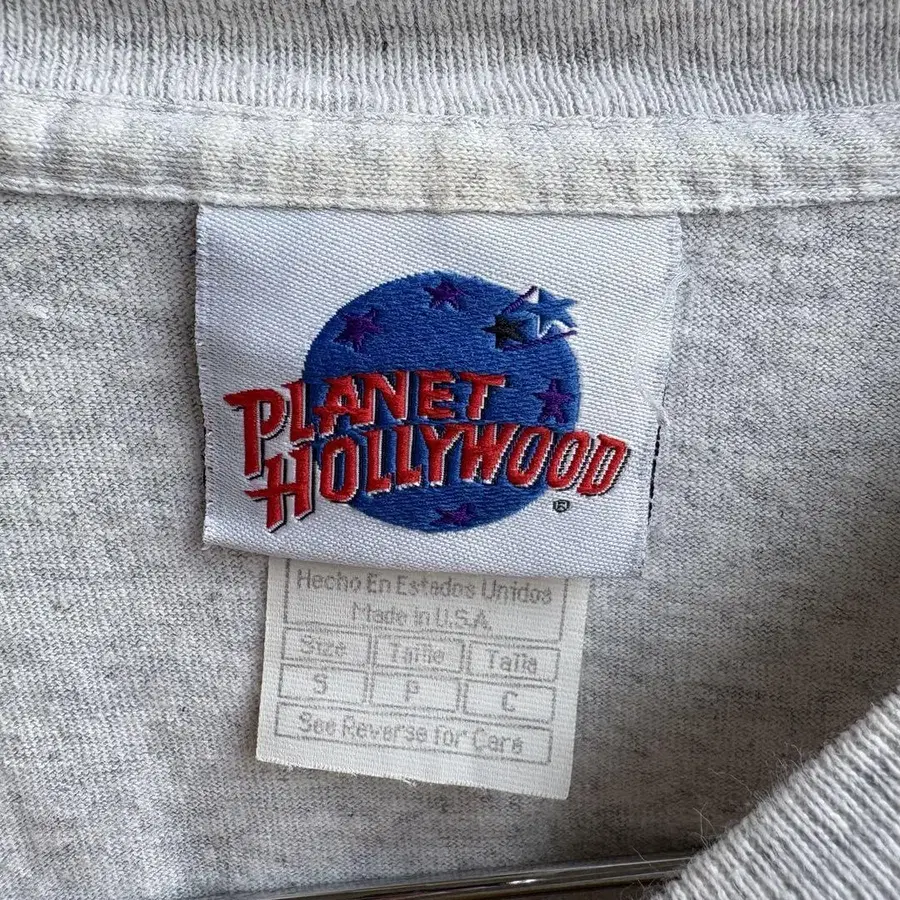 PLANET
HOLLYWOOD
®
Hecho En Estados Unidos
Made in U.S.A.
Size Taille Talla
S P C
See Reverse for Care